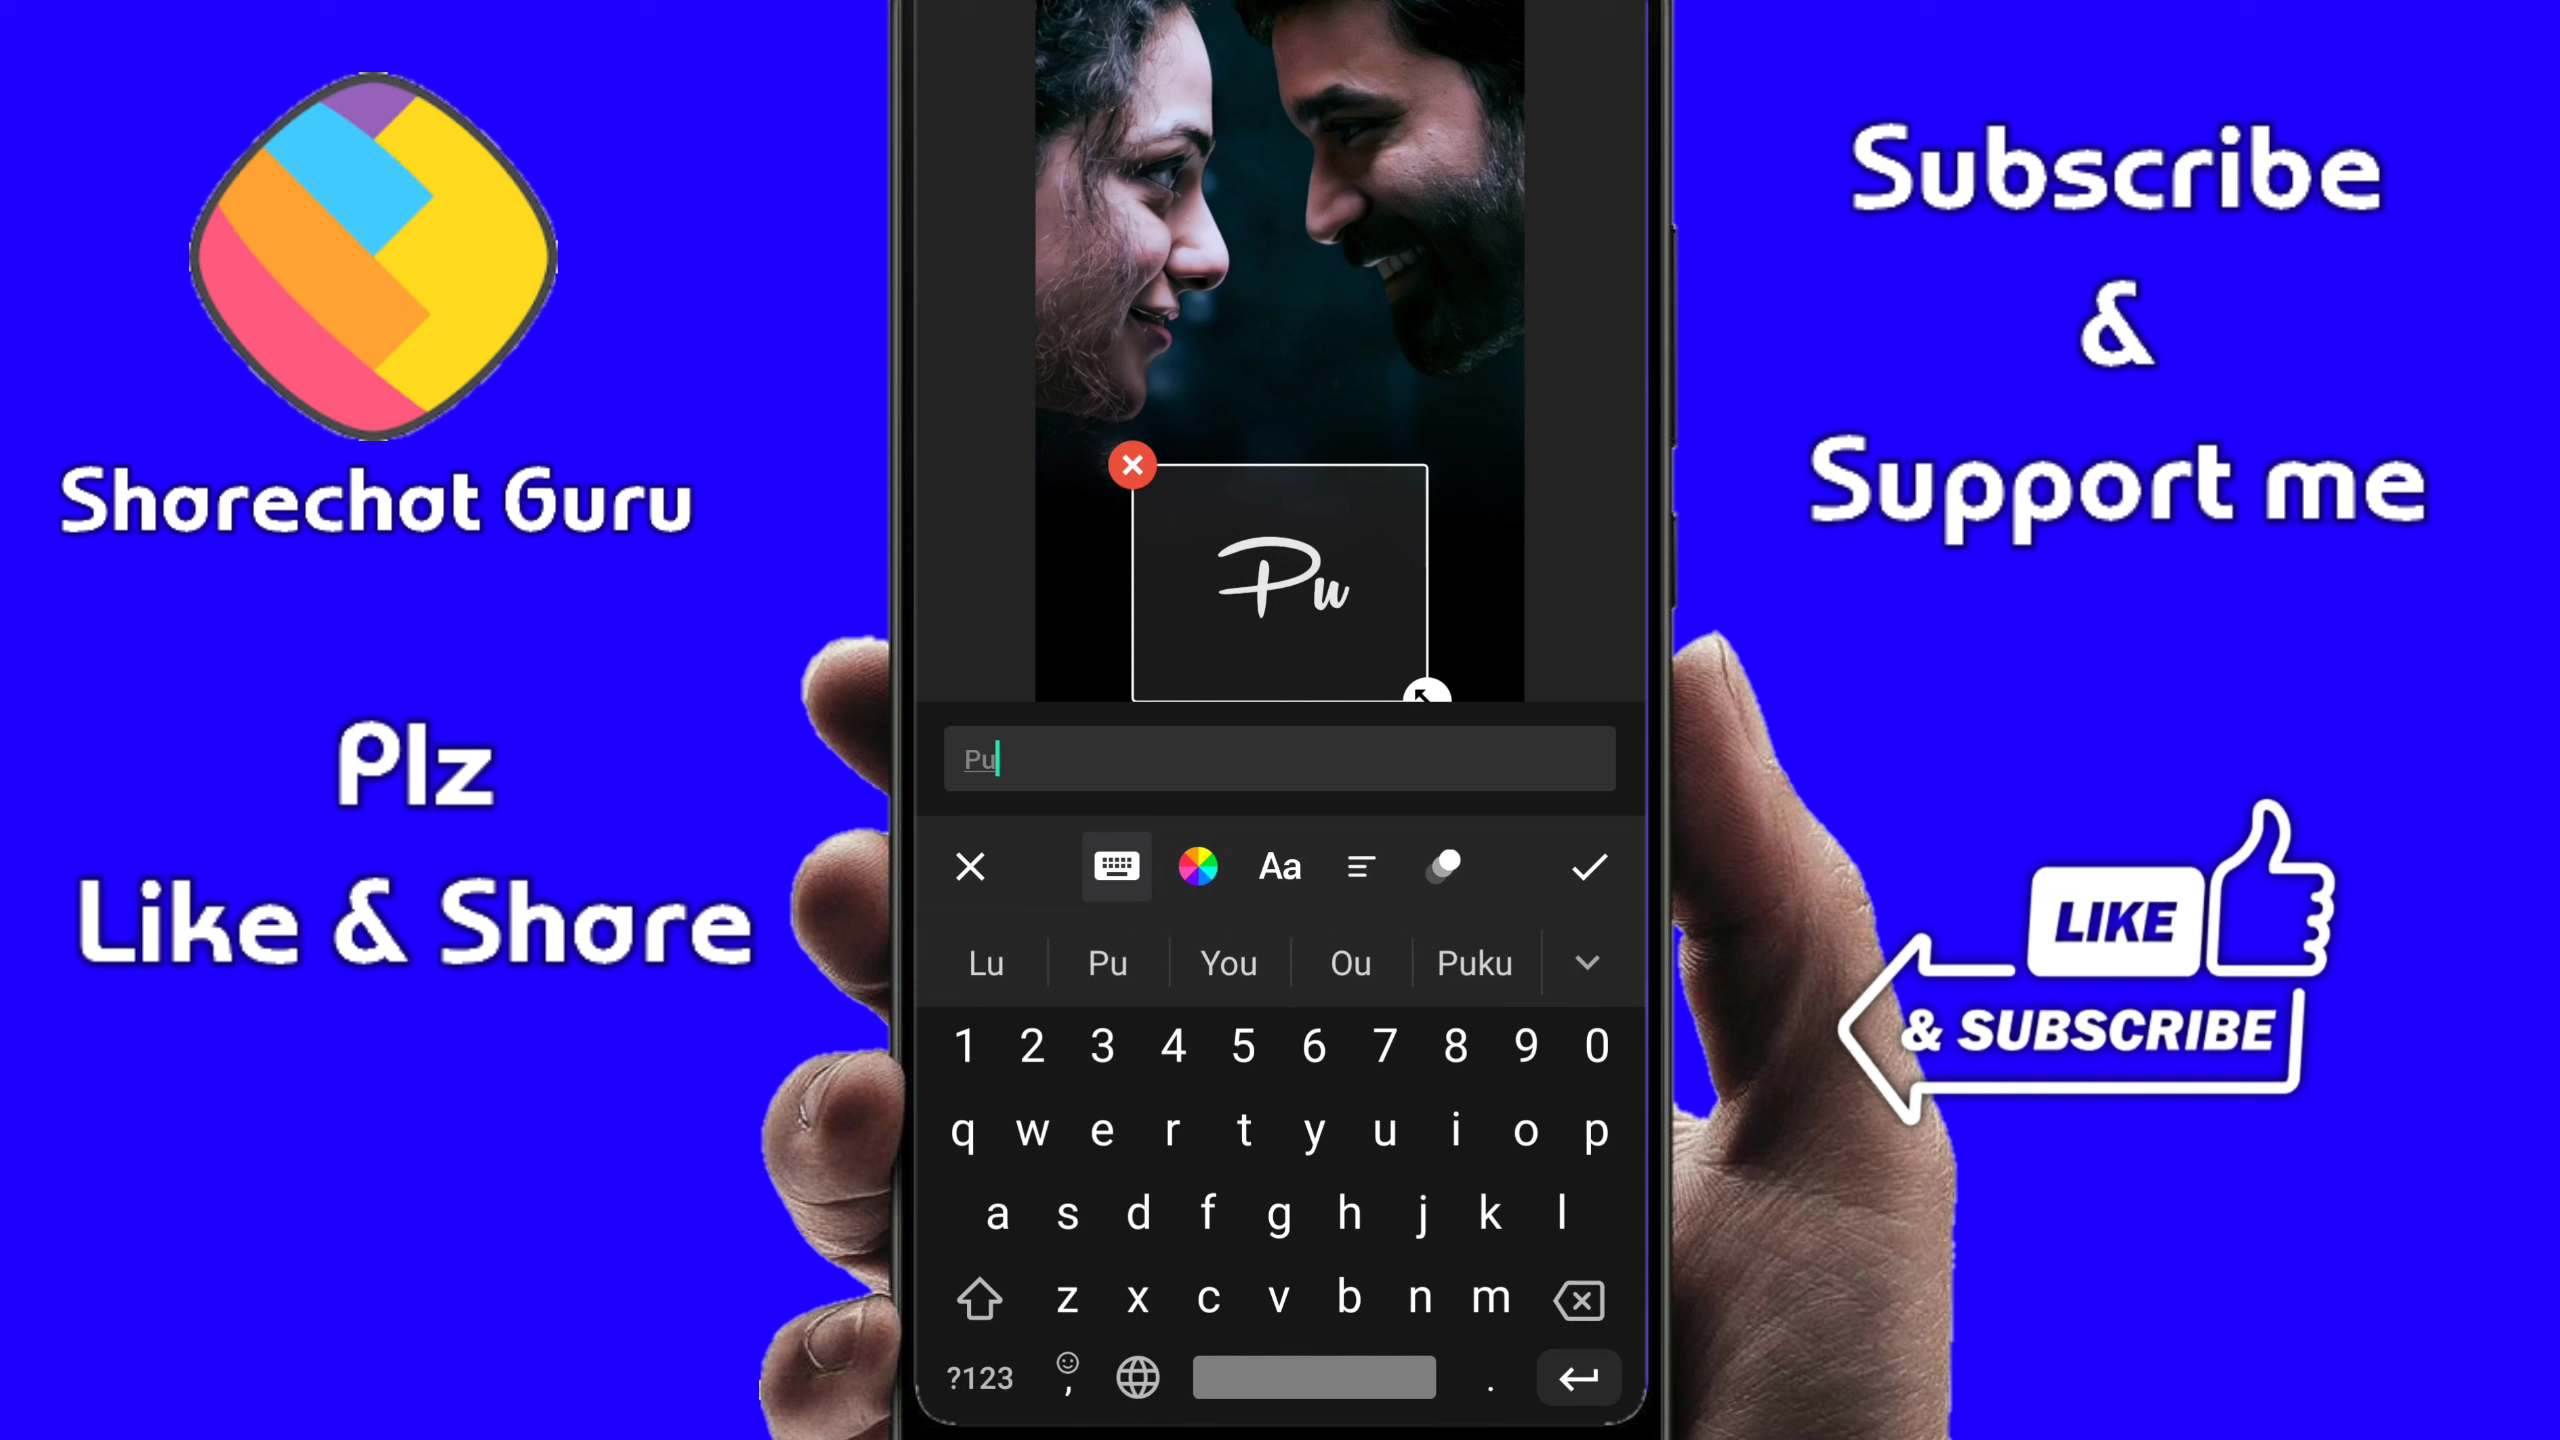 Sharechat Guru
Plz
Like & Share
Subscribe
&
Support me
LIKE
& SUBSCRIBE
Pu
Pu
Aa
Lu Pu You Ou Puku
1 2 3 4 5 6 7 8 9 0
q w e r t y u i o p
a s d f g h j k l
z x c v b n m
?123 , .